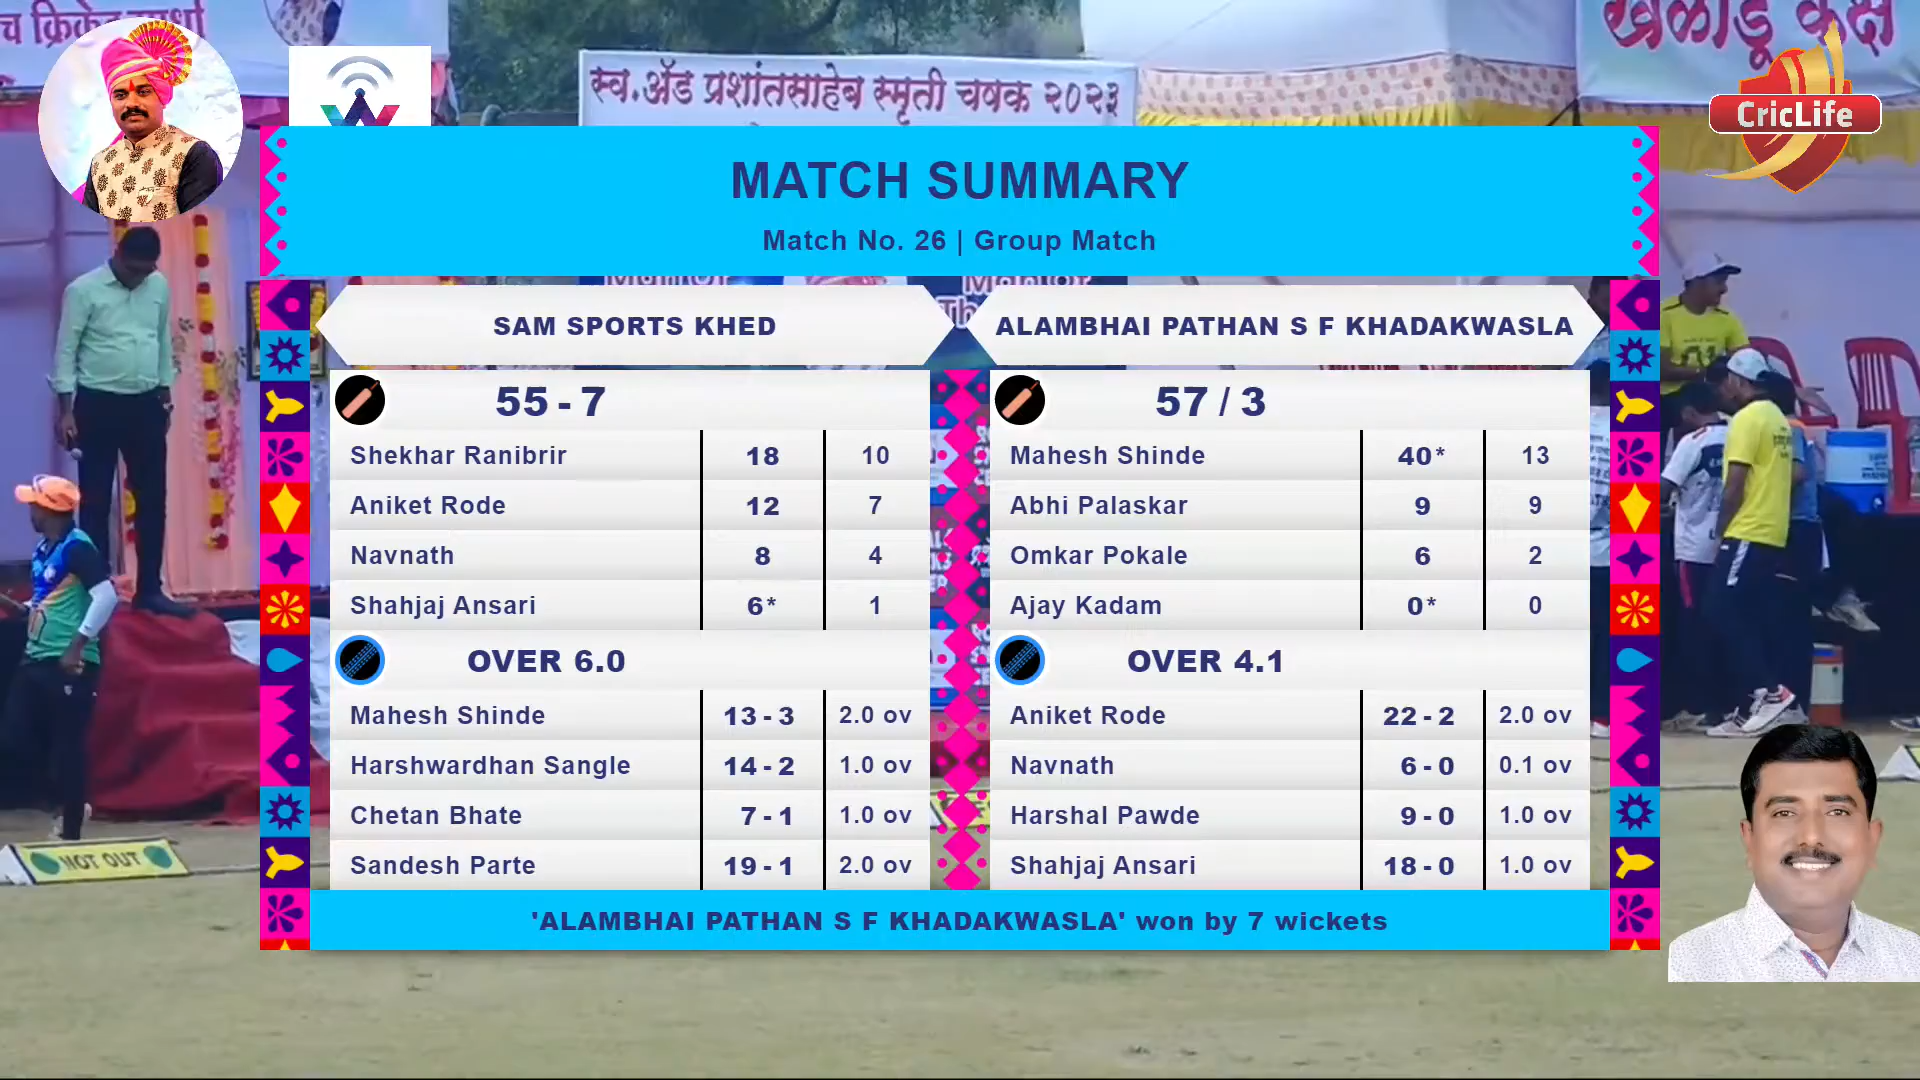 च क्रिकेट स्पर्धा
स्व.ॲड प्रशांतसाहेब स्मृती चषक २०२३
खेळाडू कक्ष
CricLife
MATCH SUMMARY
Match No. 26 | Group Match
SAM SPORTS KHED
55 - 7
Shekhar Ranibrir 18 10
Aniket Rode 12 7
Navnath 8 4
Shahjaj Ansari 6* 1
OVER 6.0
Mahesh Shinde 13 - 3 2.0 ov
Harshwardhan Sangle 14 - 2 1.0 ov
Chetan Bhate 7 - 1 1.0 ov
Sandesh Parte 19 - 1 2.0 ov
ALAMBHAI PATHAN S F KHADAKWASLA
57 / 3
Mahesh Shinde 40* 13
Abhi Palaskar 9 9
Omkar Pokale 6 2
Ajay Kadam 0* 0
OVER 4.1
Aniket Rode 22 - 2 2.0 ov
Navnath 6 - 0 0.1 ov
Harshal Pawde 9 - 0 1.0 ov
Shahjaj Ansari 18 - 0 1.0 ov
'ALAMBHAI PATHAN S F KHADAKWASLA' won by 7 wickets
NOT OUT